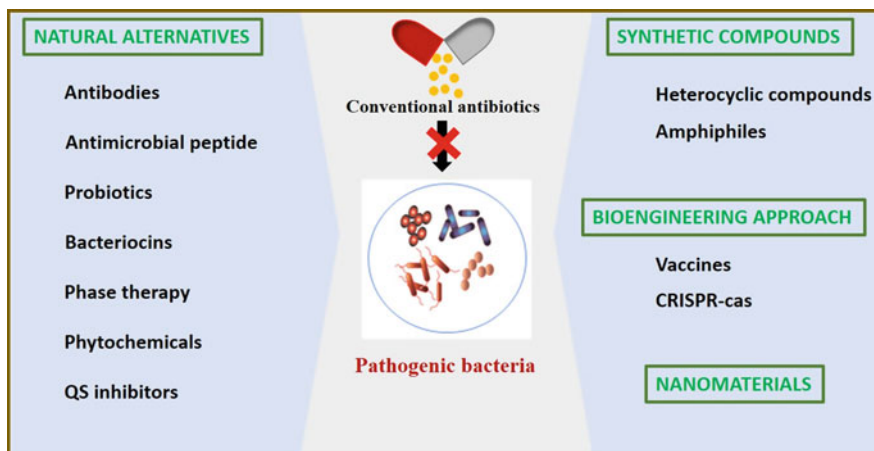 NATURAL ALTERNATIVES
Antibodies
Antimicrobial peptide
Probiotics
Bacteriocins
Phase therapy
Phytochemicals
QS inhibitors
Conventional antibiotics
Pathogenic bacteria
SYNTHETIC COMPOUNDS
Heterocyclic compounds
Amphiphiles
BIOENGINEERING APPROACH
Vaccines
CRISPR-cas
NANOMATERIALS